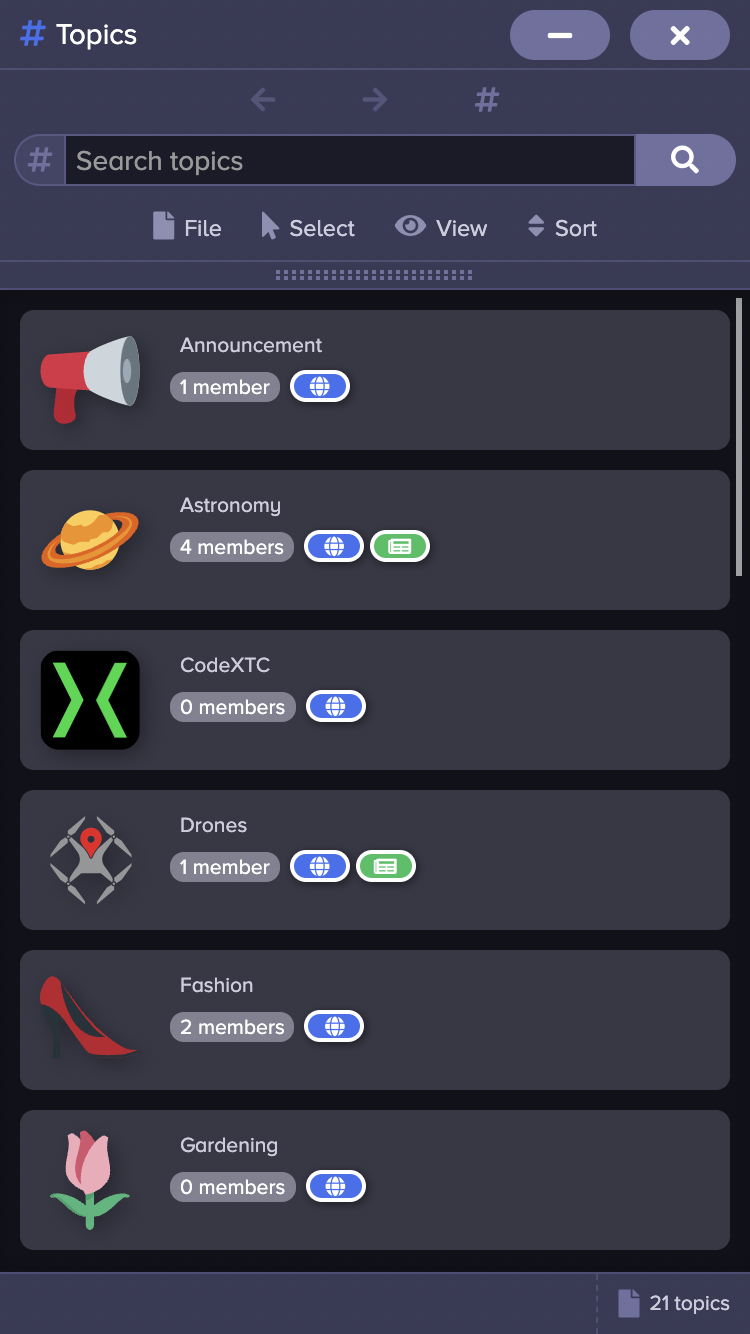 # Topics
#
# Search topics
File Select View Sort
Announcement
1 member
Astronomy
4 members
CodeXTC
0 members
Drones
1 member
Fashion
2 members
Gardening
0 members
21 topics